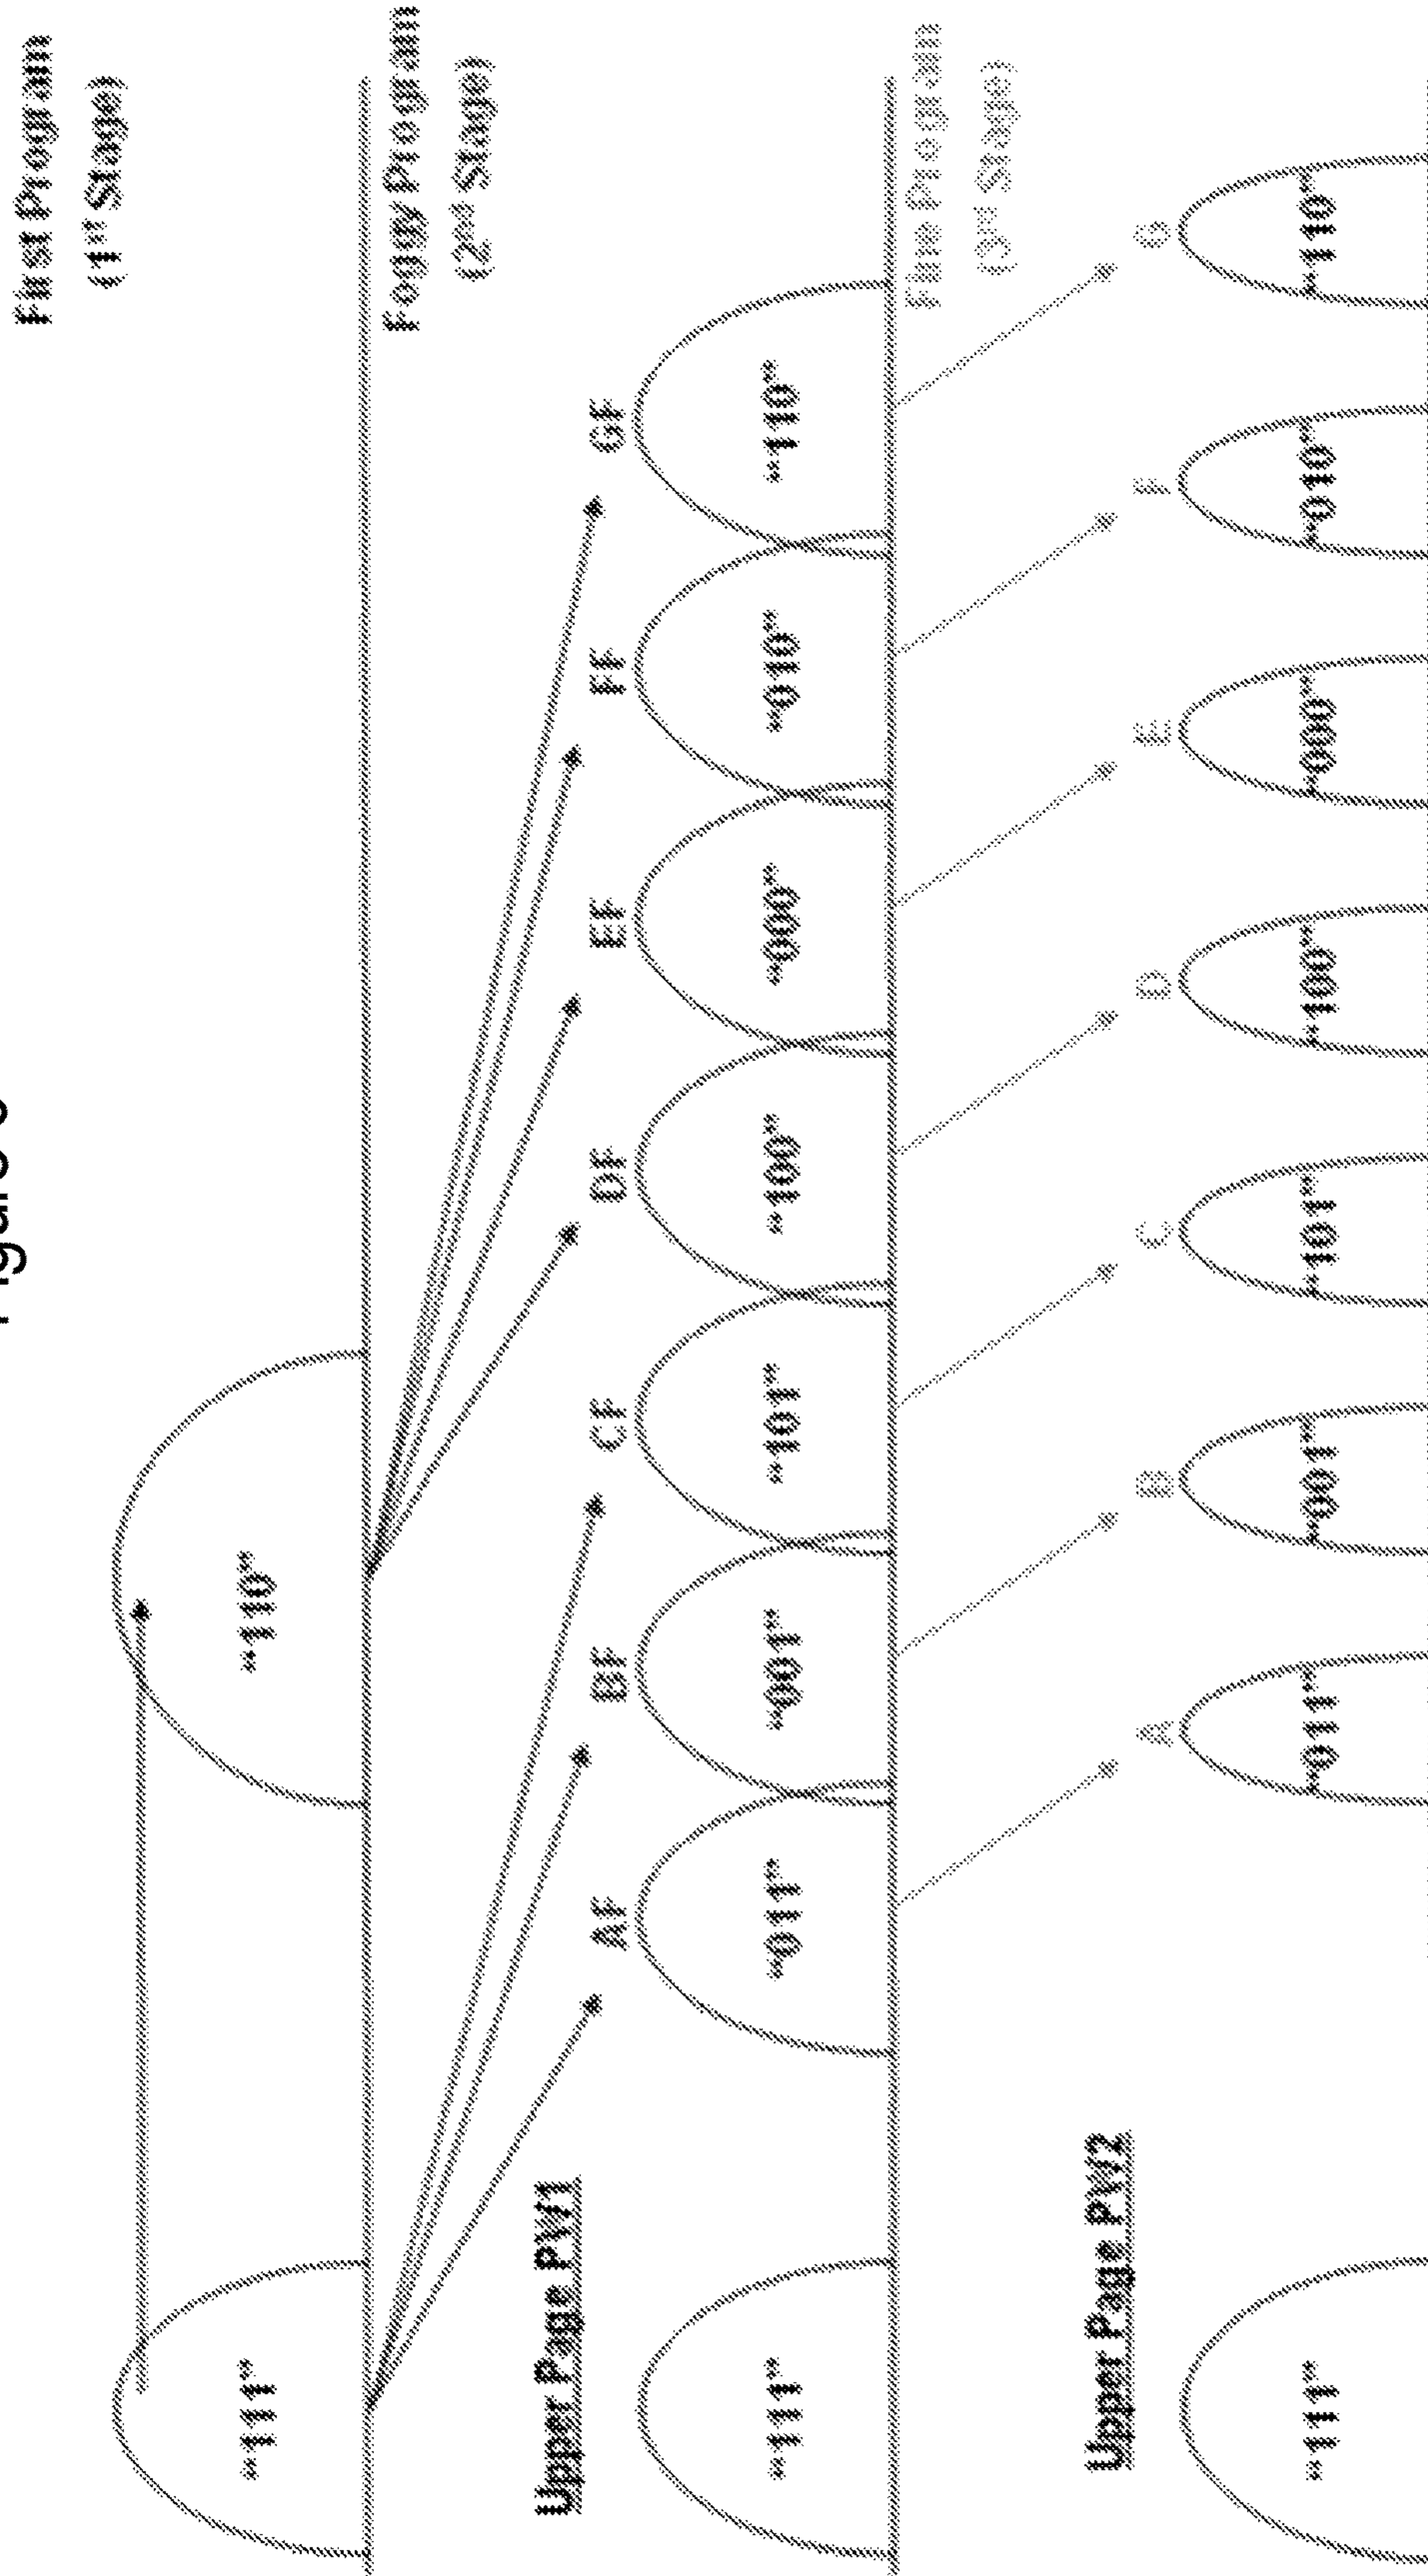 First Program
(1st Stage)
"111"
"110"
Foggy Program
(2nd Stage)
Upper Page PW1
AF
BF
CF
DF
EF
FF
GF
"111"
"011"
"001"
"101"
"100"
"000"
"010"
"110"
Fine Program
(3rd Stage)
Upper Page PW2
A
B
C
D
E
F
G
"111"
"011"
"001"
"101"
"100"
"000"
"010"
"110"